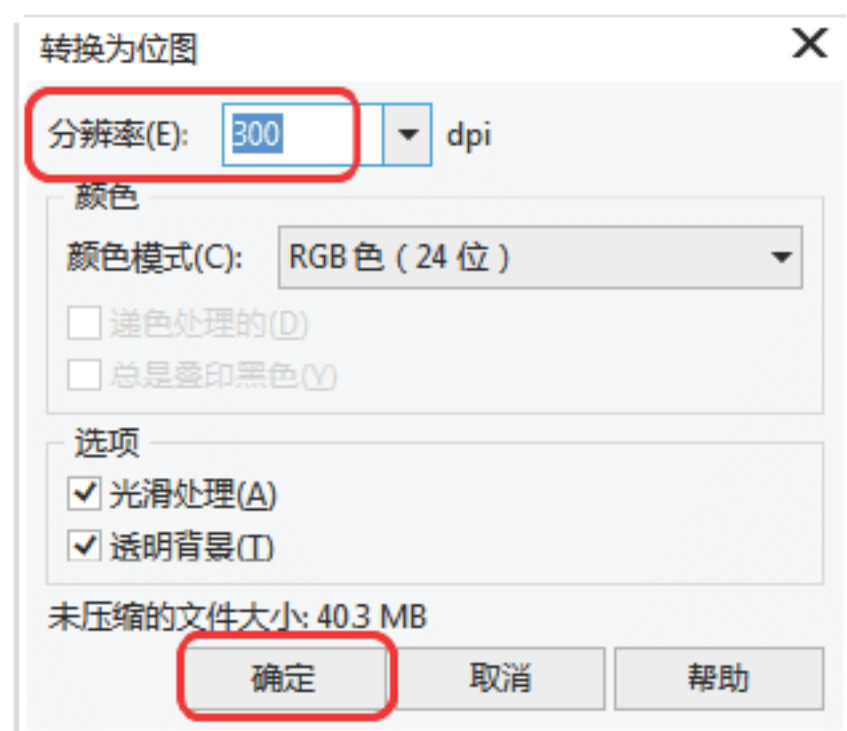 转换为位图
分辨率(E): 300 dpi
颜色
颜色模式(C): RGB 色 ( 24 位 )
递色处理的(D)
总是叠印黑色(Y)
选项
光滑处理(A)
透明背景(T)
未压缩的文件大小: 40.3 MB
确定 取消 帮助